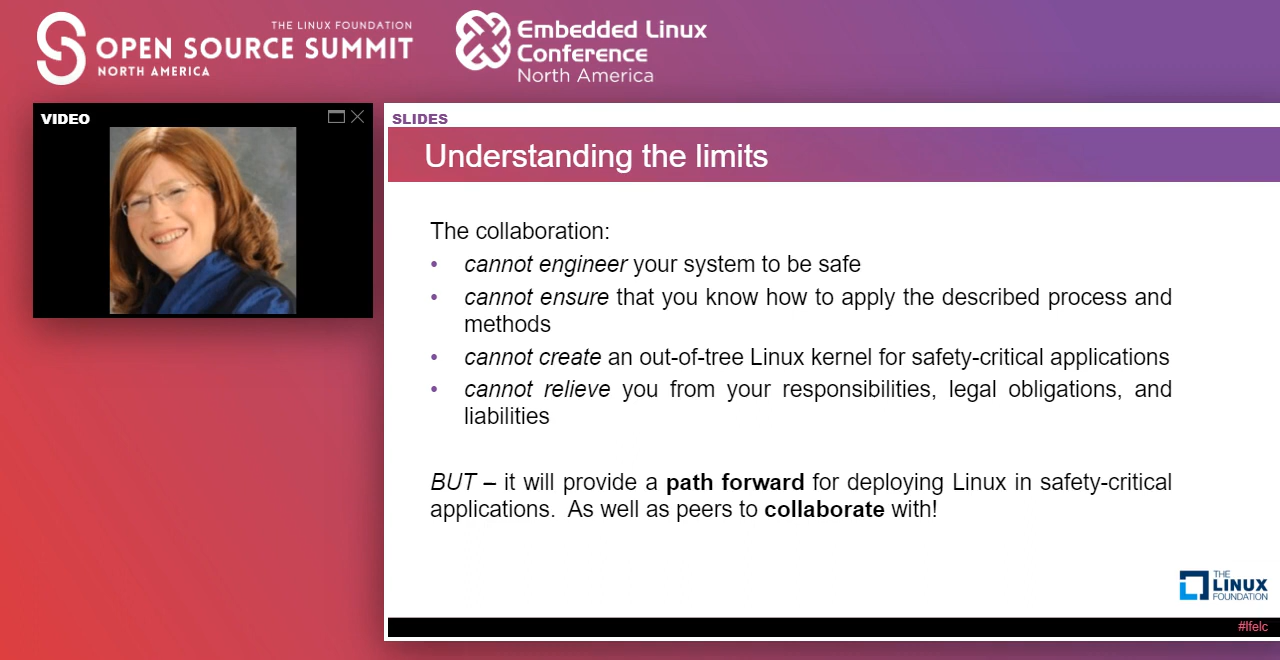 THE LINUX FOUNDATION
OPEN SOURCE SUMMIT
NORTH AMERICA
Embedded Linux
Conference
North America
VIDEO
SLIDES
Understanding the limits
The collaboration:
• cannot engineer your system to be safe
• cannot ensure that you know how to apply the described process and
methods
• cannot create an out-of-tree Linux kernel for safety-critical applications
• cannot relieve you from your responsibilities, legal obligations, and
liabilities
BUT – it will provide a path forward for deploying Linux in safety-critical
applications.  As well as peers to collaborate with!
THE
LINUX
FOUNDATION
#lfelc